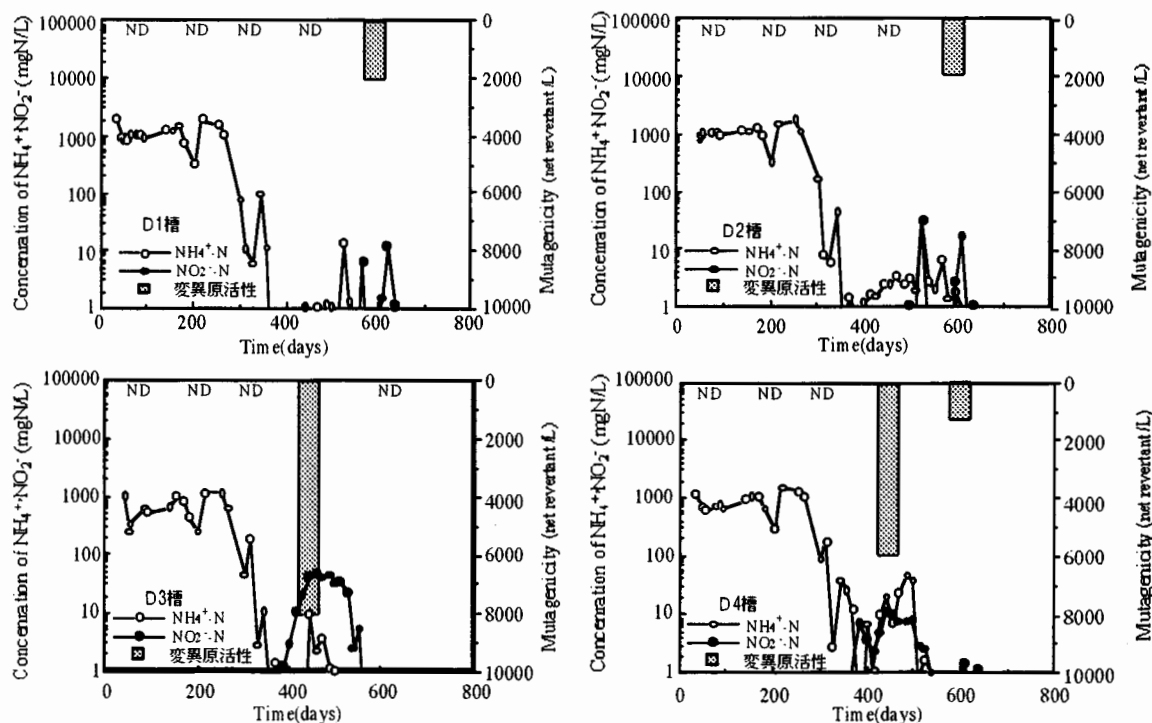 100000
10000
1000
100
10
1
Concenration of NH4+·NO2- (mgN/L)
ND ND ND ND
0
2000
4000
6000
8000
10000
Mutagenicity (net revertant/L)
D1槽
NH4+-N
NO2--N
変異原活性
0 200 400 600 800
Time(days)
100000
10000
1000
100
10
1
Concenration of NH4+·NO2- (mgN/L)
ND ND ND ND
0
2000
4000
6000
8000
10000
Mutagenicity (net revertant/L)
D2槽
NH4+-N
NO2--N
変異原活性
0 200 400 600 800
Time(days)
100000
10000
1000
100
10
1
Concenration of NH4+·NO2- (mgN/L)
ND ND ND ND
0
2000
4000
6000
8000
10000
Mutagenicity (net revertant/L)
D3槽
NH4+-N
NO2--N
変異原活性
0 200 400 600 800
Time(days)
100000
10000
1000
100
10
1
Concenration of NH4+·NO2- (mgN/L)
ND ND ND
0
2000
4000
6000
8000
10000
Mutagenicity (net revertant/L)
D4槽
NH4+-N
NO2--N
変異原活性
0 200 400 600 800
Time(days)